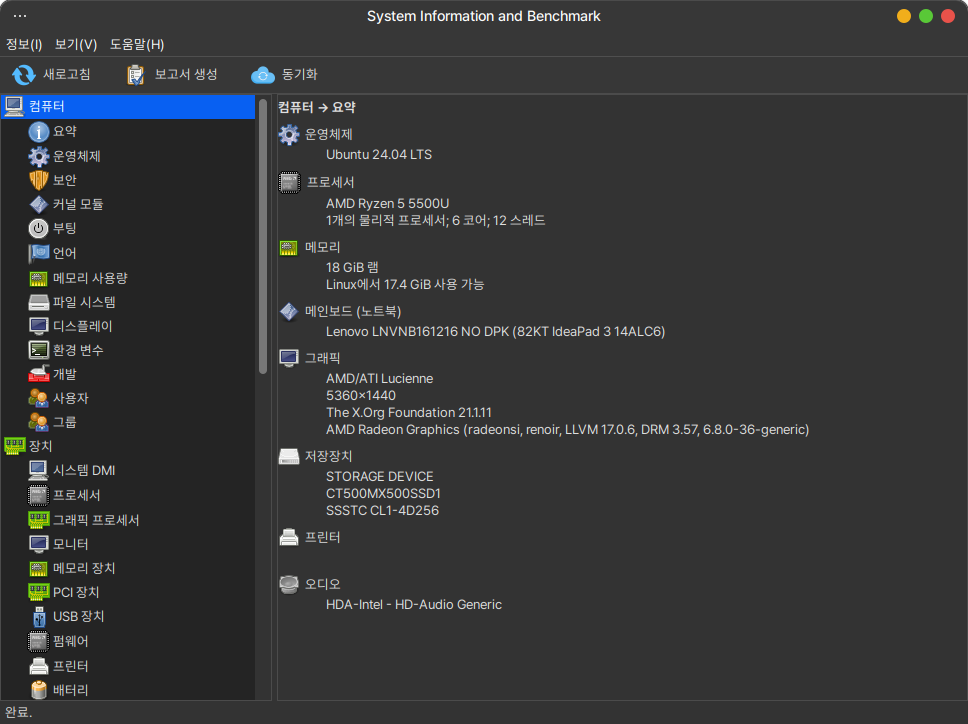 System Information and Benchmark
정보(I) 보기(V) 도움말(H)
새로고침 보고서 생성 동기화
컴퓨터
요약
운영체제
보안
커널 모듈
부팅
언어
메모리 사용량
파일 시스템
디스플레이
환경 변수
개발
사용자
그룹
장치
시스템 DMI
프로세서
그래픽 프로세서
모니터
메모리 장치
PCI 장치
USB 장치
펌웨어
프린터
배터리
컴퓨터 → 요약
운영체제
Ubuntu 24.04 LTS
프로세서
AMD Ryzen 5 5500U
1개의 물리적 프로세서; 6 코어; 12 스레드
메모리
18 GiB 램
Linux에서 17.4 GiB 사용 가능
메인보드 (노트북)
Lenovo LNVNB161216 NO DPK (82KT IdeaPad 3 14ALC6)
그래픽
AMD/ATI Lucienne
5360×1440
The X.Org Foundation 21.1.11
AMD Radeon Graphics (radeonsi, renoir, LLVM 17.0.6, DRM 3.57, 6.8.0-36-generic)
저장장치
STORAGE DEVICE
CT500MX500SSD1
SSSTC CL1-4D256
프린터
오디오
HDA-Intel - HD-Audio Generic
완료.